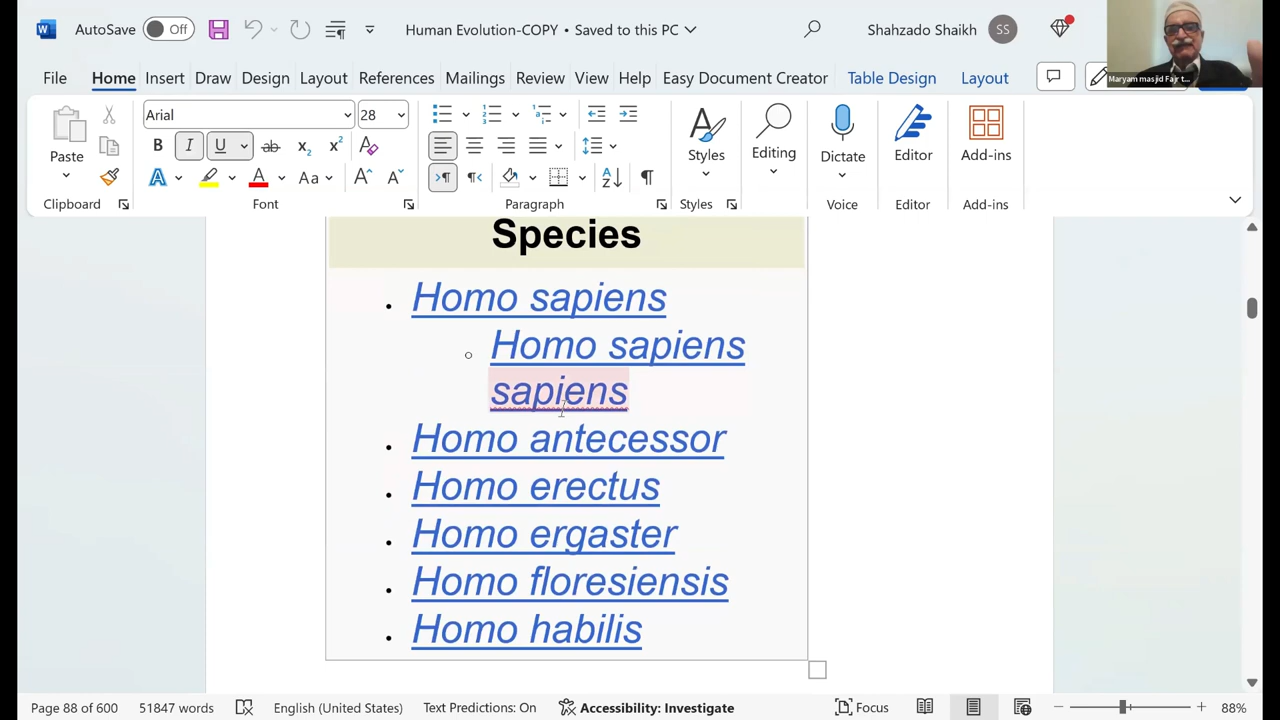 AutoSave Off Human Evolution-COPY • Saved to this PC Shahzado Shaikh SS
Maryam masjid Fajr t...
File Home Insert Draw Design Layout References Mailings Review View Help Easy Document Creator Table Design Layout
Arial 28
Paste Styles Editing Dictate Editor Add-ins
Clipboard Font Paragraph Styles Voice Editor Add-ins
Species
Homo sapiens
Homo sapiens
sapiens
Homo antecessor
Homo erectus
Homo ergaster
Homo floresiensis
Homo habilis
Page 88 of 600 51847 words English (United States) Text Predictions: On Accessibility: Investigate Focus 88%